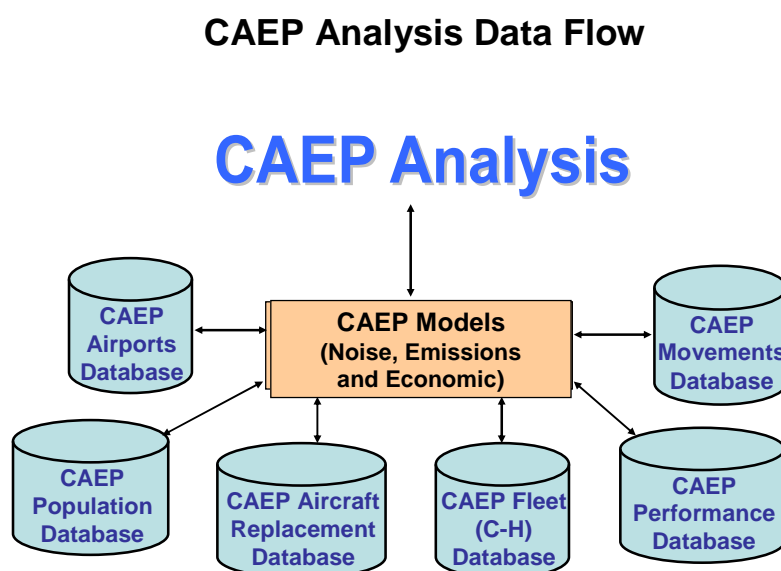 CAEP Analysis Data Flow
CAEP Analysis
CAEP
Airports
Database
CAEP Models
(Noise, Emissions
and Economic)
CAEP
Movements
Database
CAEP
Population
Database
CAEP Aircraft
Replacement
Database
CAEP Fleet
(C-H)
Database
CAEP
Performance
Database